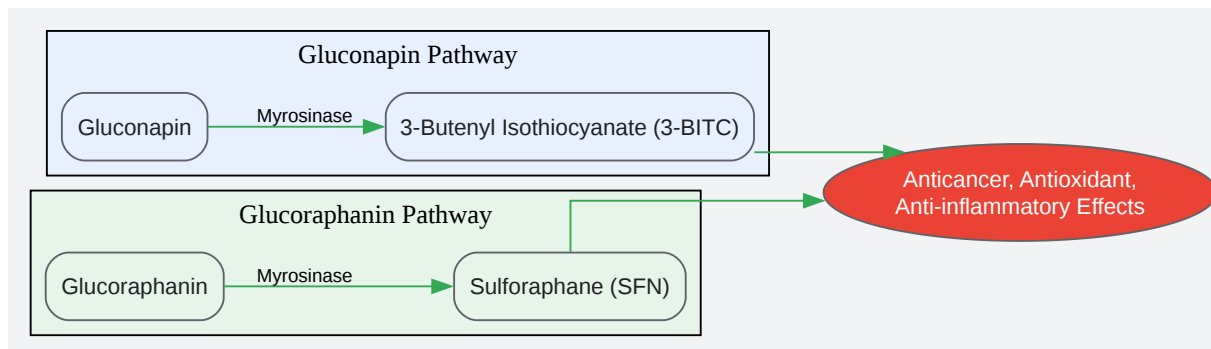 Gluconapin Pathway
Gluconapin
Myrosinase
3-Butenyl Isothiocyanate (3-BITC)
Anticancer, Antioxidant,
Anti-inflammatory Effects
Glucoraphanin Pathway
Glucoraphanin
Myrosinase
Sulforaphane (SFN)